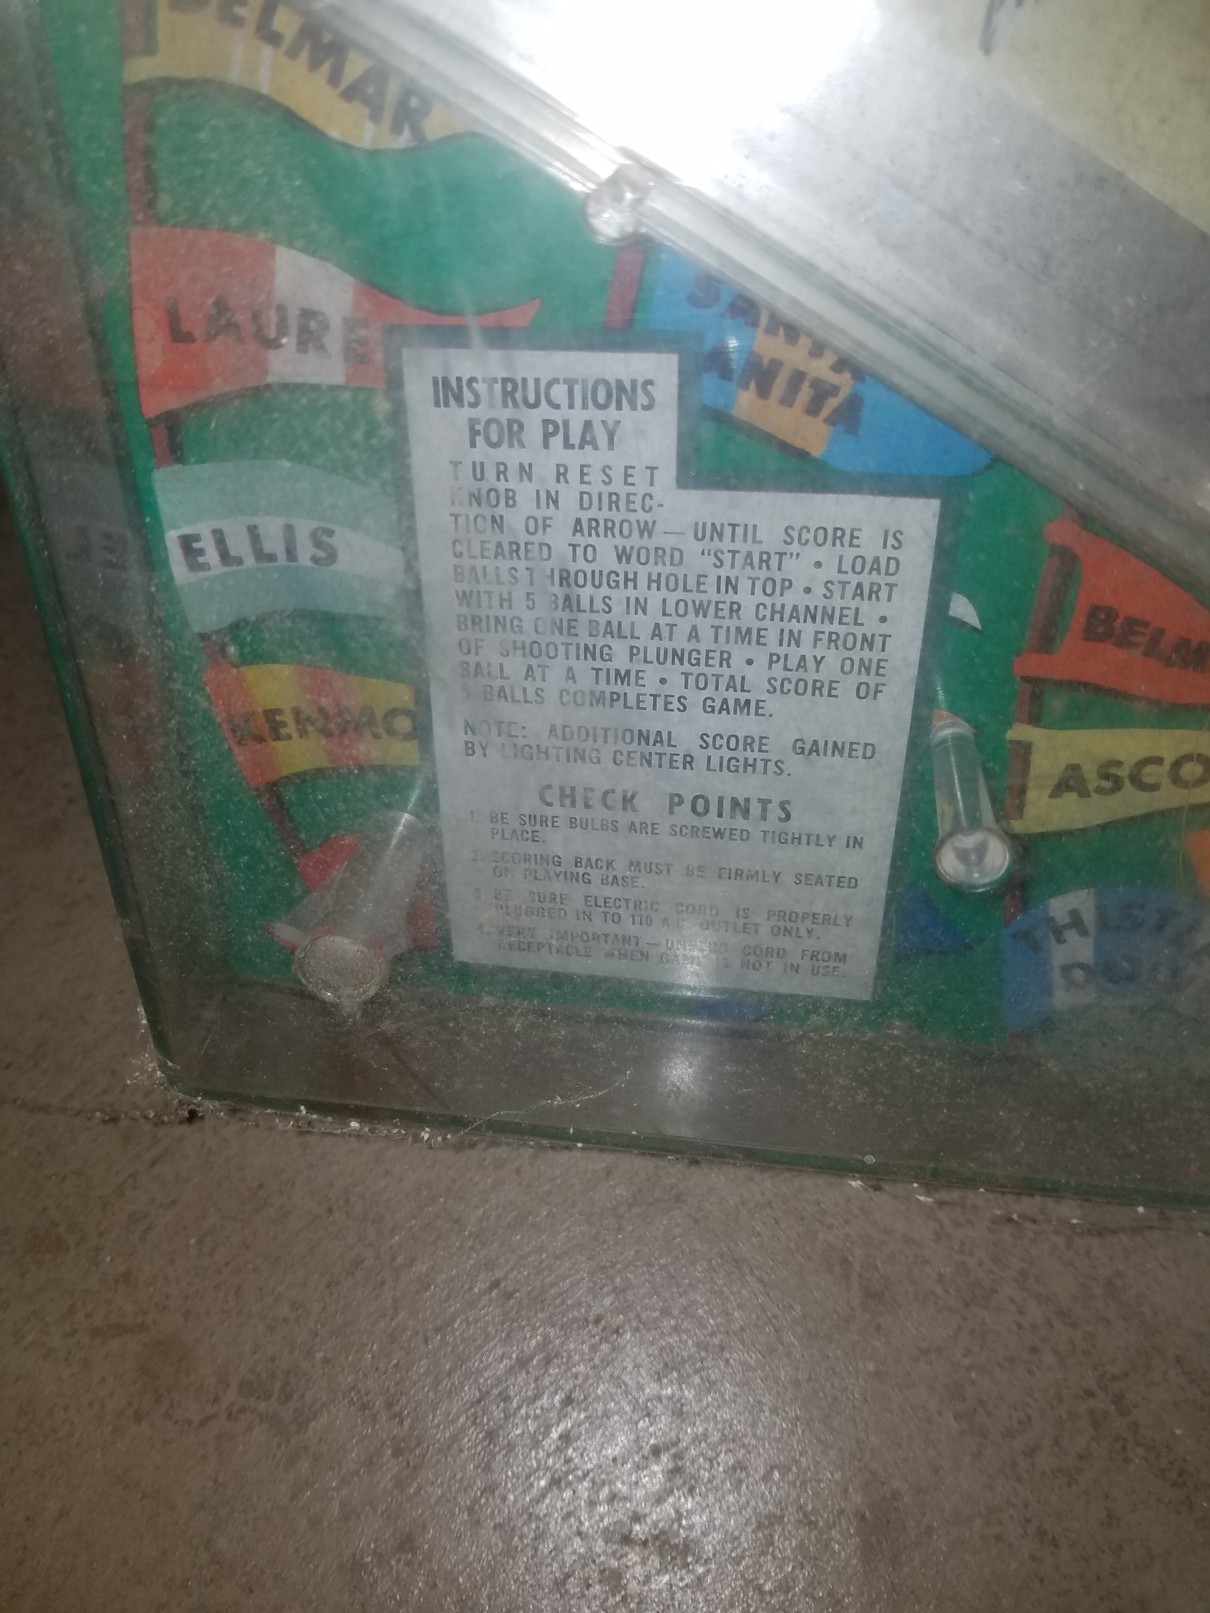 BELMAR
LAURE
SANTA
ANITA
ELLIS
KENMO
BELM
ASCO
THIST
DOW
INSTRUCTIONS
FOR PLAY
TURN RESET
KNOB IN DIREC-
TION OF ARROW—UNTIL SCORE IS
CLEARED TO WORD "START" • LOAD
BALLS THROUGH HOLE IN TOP • START
WITH 5 BALLS IN LOWER CHANNEL •
BRING ONE BALL AT A TIME IN FRONT
OF SHOOTING PLUNGER • PLAY ONE
BALL AT A TIME • TOTAL SCORE OF
5 BALLS COMPLETES GAME.
NOTE: ADDITIONAL SCORE GAINED
BY LIGHTING CENTER LIGHTS.
CHECK POINTS
1. BE SURE BULBS ARE SCREWED TIGHTLY IN
PLACE.
2. SCORING BACK MUST BE FIRMLY SEATED
ON PLAYING BASE.
3. BE SURE ELECTRIC CORD IS PROPERLY
PLUGGED IN TO 110 A.C. OUTLET ONLY.
4. VERY IMPORTANT—UNPLUG CORD FROM
RECEPTACLE WHEN GAME IS NOT IN USE.